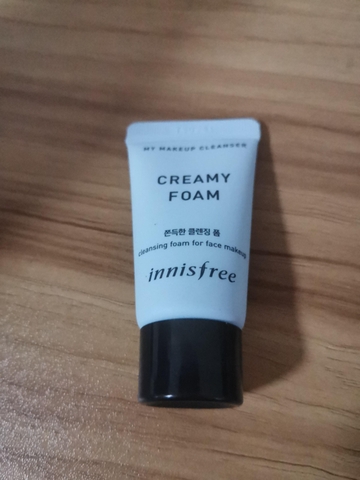 MY MAKEUP CLEANSER
CREAMY
FOAM
쫀득한 클렌징 폼
cleansing foam for face makeup
innisfree